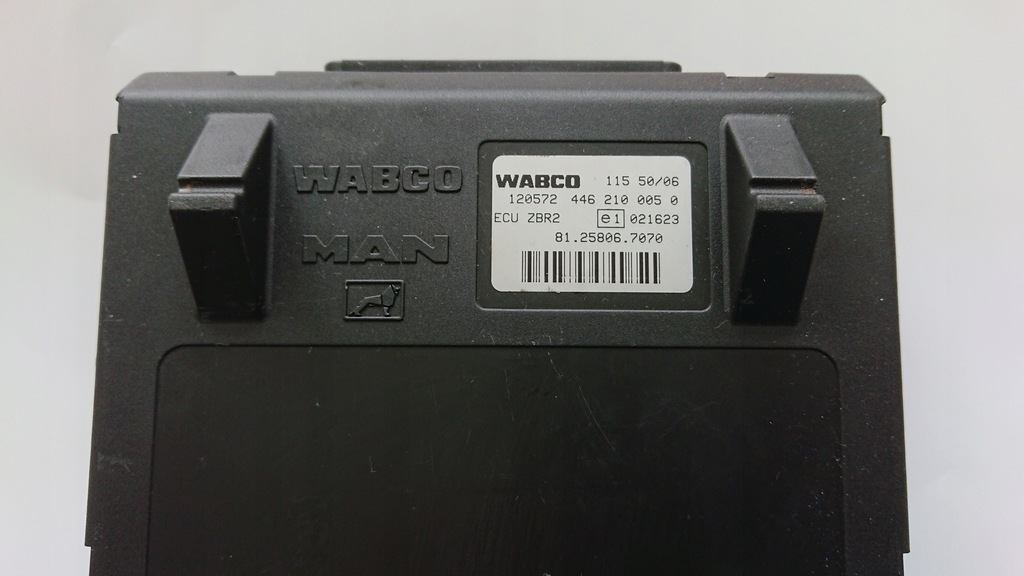 WABCO
MAN
WABCO 115 50/06
120572 446 210 005 0
ECU ZBR2 e1 021623
81.25806.7070